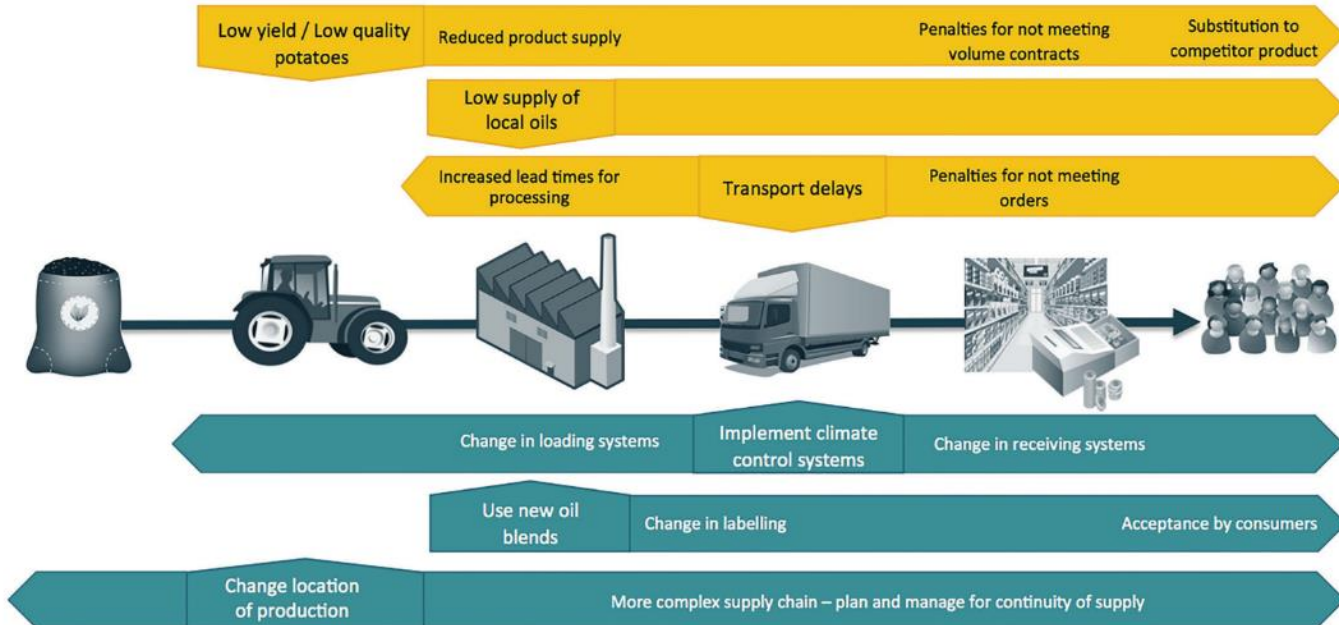 Low yield / Low quality
potatoes
Reduced product supply
Penalties for not meeting
volume contracts
Substitution to
competitor product
Low supply of
local oils
Increased lead times for
processing
Transport delays
Penalties for not meeting
orders
Change in loading systems
Implement climate
control systems
Change in receiving systems
Use new oil
blends
Change in labelling
Acceptance by consumers
Change location
of production
More complex supply chain – plan and manage for continuity of supply